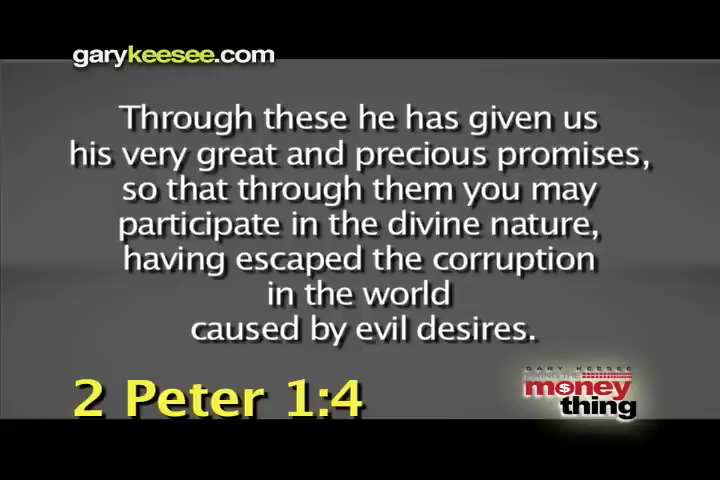 garykeesee.com
Through these he has given us
his very great and precious promises,
so that through them you may
participate in the divine nature,
having escaped the corruption
in the world
caused by evil desires.
2 Peter 1:4
GARY KEESEE
FIXING THE
money
thing